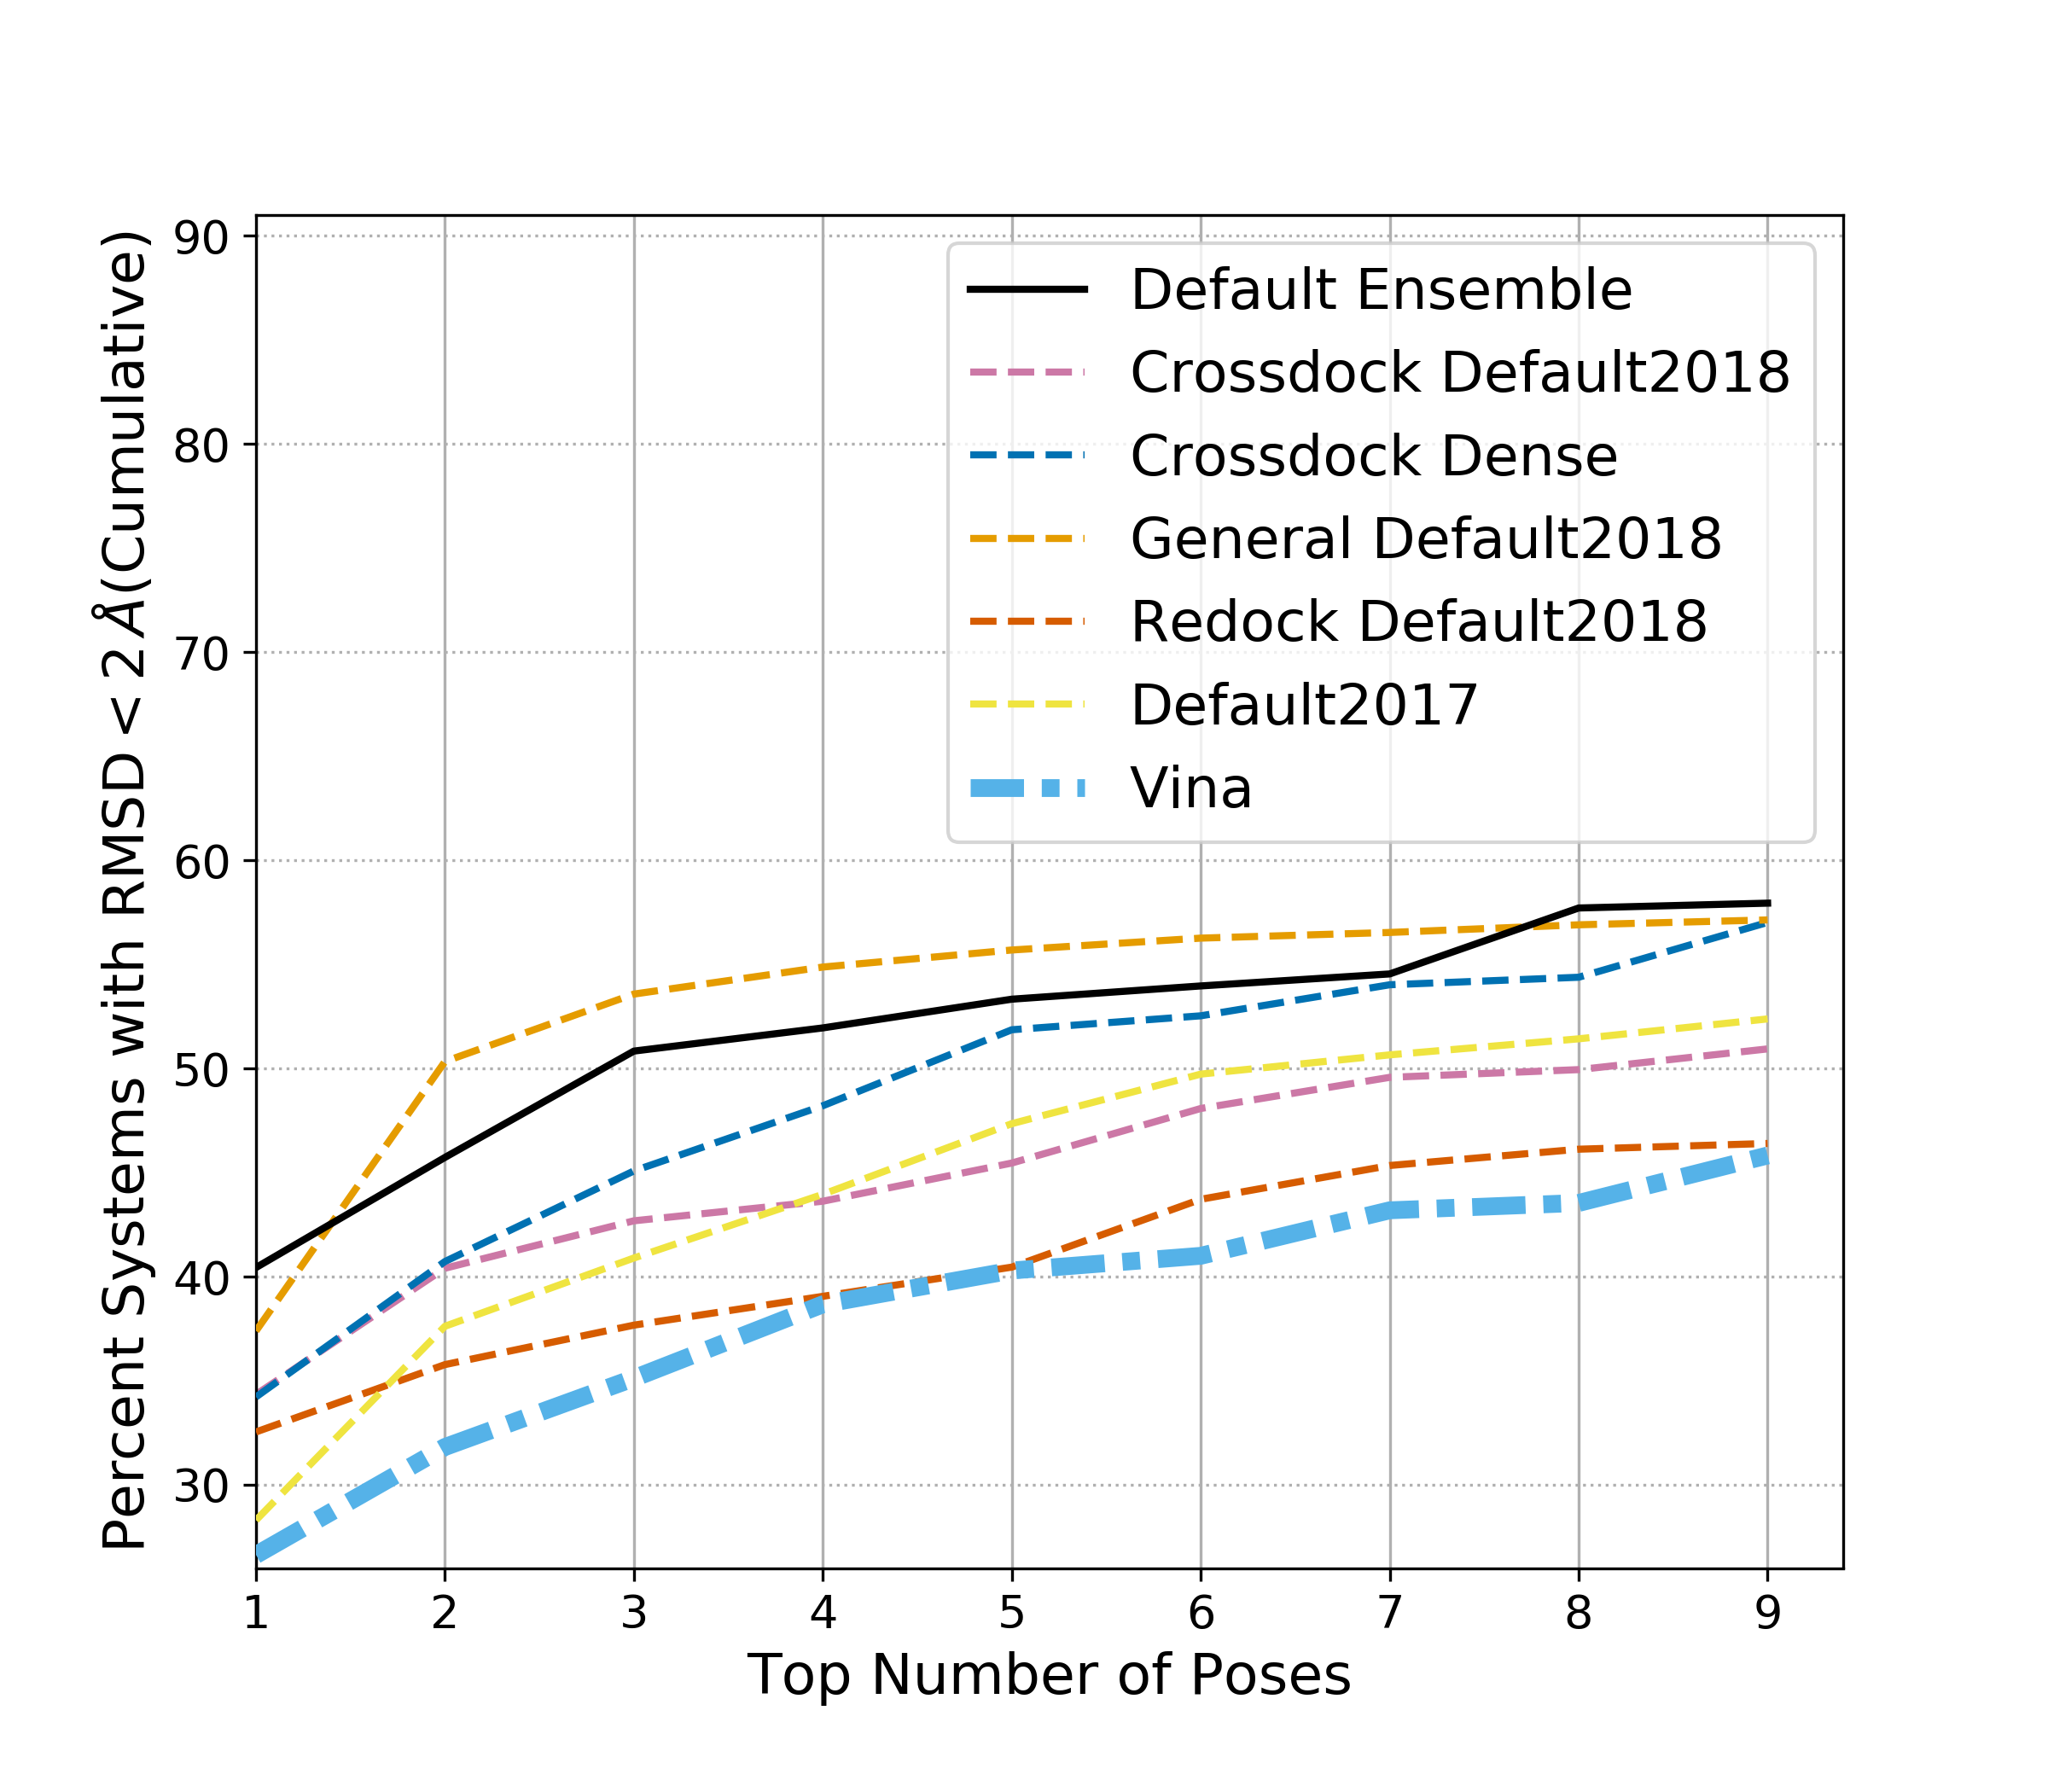 Percent Systems with RMSD < 2 Å(Cumulative)
90
80
70
60
50
40
30
Default Ensemble
Crossdock Default2018
Crossdock Dense
General Default2018
Redock Default2018
Default2017
Vina
1 2 3 4 5 6 7 8 9
Top Number of Poses